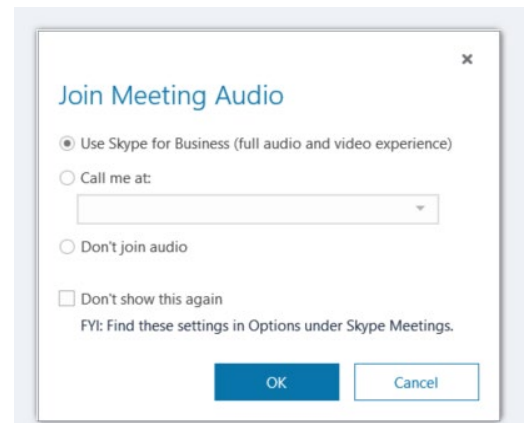 Join Meeting Audio
Use Skype for Business (full audio and video experience)
Call me at:
Don't join audio
Don't show this again
FYI: Find these settings in Options under Skype Meetings.
OK Cancel